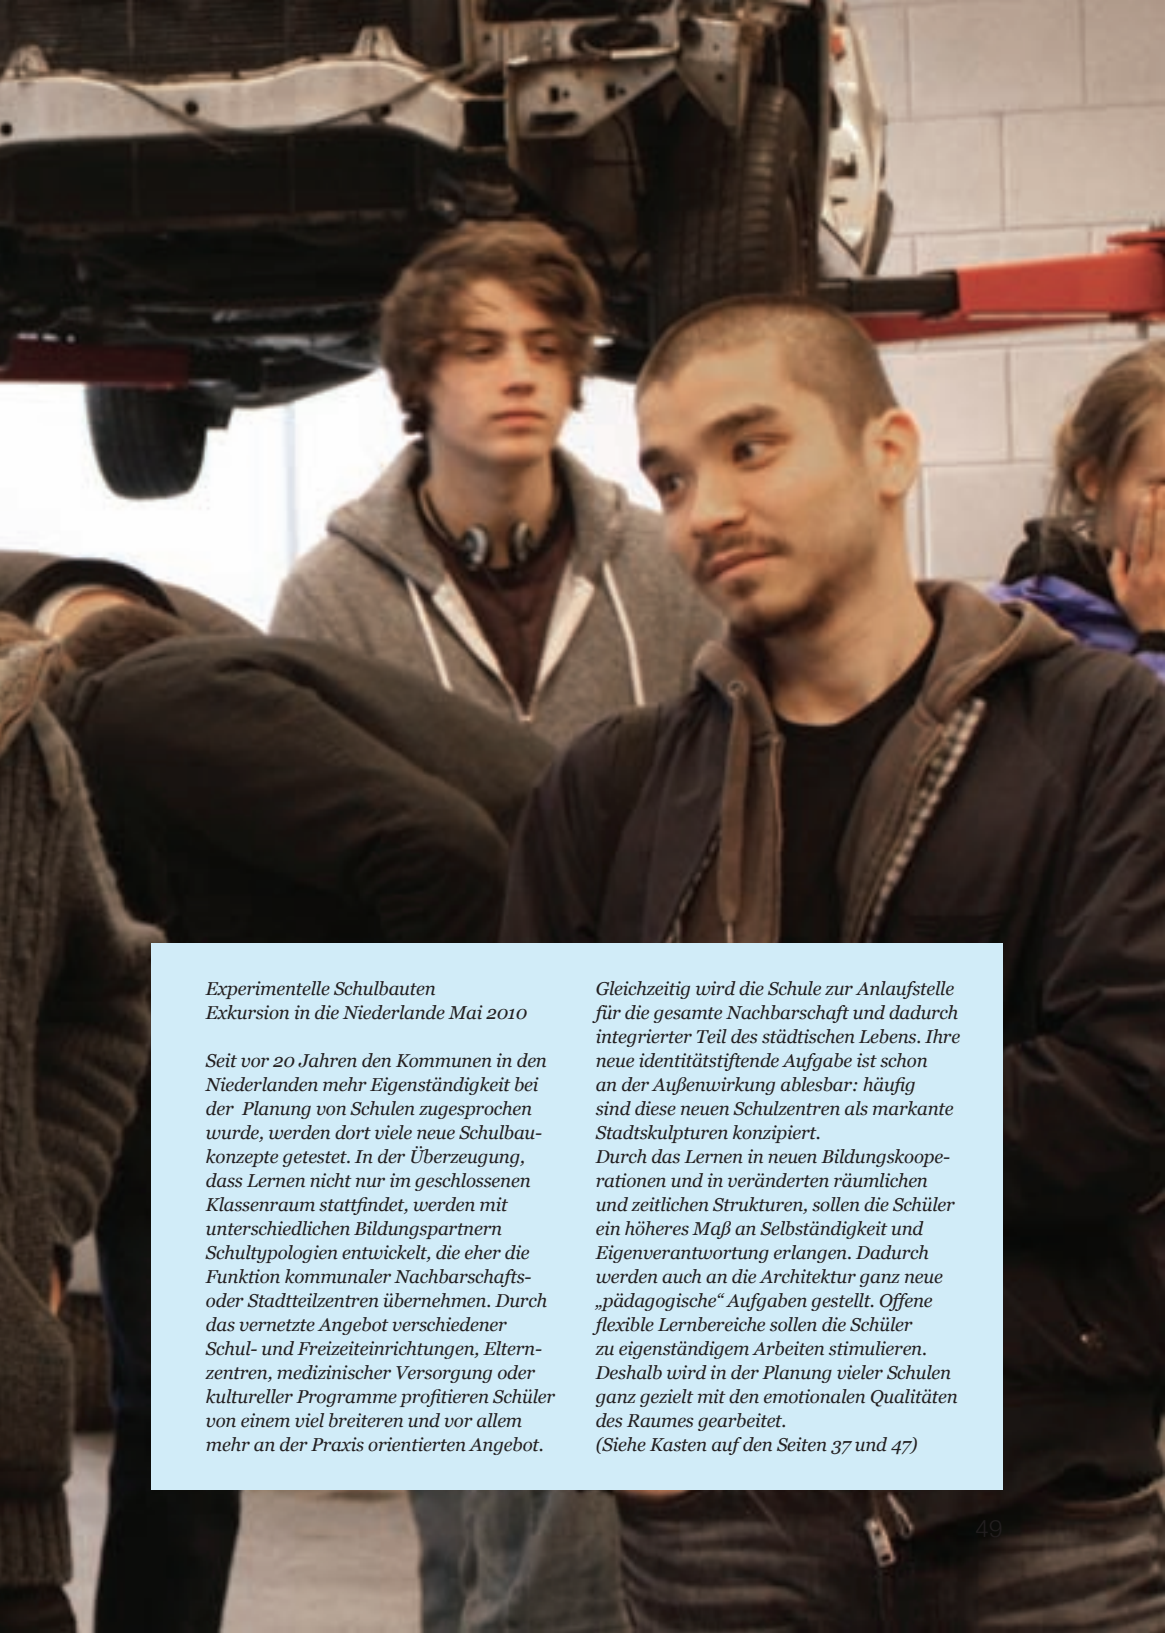 Experimentelle Schulbauten
Exkursion in die Niederlande Mai 2010
Seit vor 20 Jahren den Kommunen in den
Niederlanden mehr Eigenständigkeit bei
der Planung von Schulen zugesprochen
wurde, werden dort viele neue Schulbau-
konzepte getestet. In der Überzeugung,
dass Lernen nicht nur im geschlossenen
Klassenraum stattfindet, werden mit
unterschiedlichen Bildungspartnern
Schultypologien entwickelt, die eher die
Funktion kommunaler Nachbarschafts-
oder Stadtteilzentren übernehmen. Durch
das vernetzte Angebot verschiedener
Schul- und Freizeiteinrichtungen, Eltern-
zentren, medizinischer Versorgung oder
kultureller Programme profitieren Schüler
von einem viel breiteren und vor allem
mehr an der Praxis orientierten Angebot.
Gleichzeitig wird die Schule zur Anlaufstelle
für die gesamte Nachbarschaft und dadurch
integrierter Teil des städtischen Lebens. Ihre
neue identitätstiftende Aufgabe ist schon
an der Außenwirkung ablesbar: häufig
sind diese neuen Schulzentren als markante
Stadtskulpturen konzipiert.
Durch das Lernen in neuen Bildungskoope-
rationen und in veränderten räumlichen
und zeitlichen Strukturen, sollen die Schüler
ein höheres Maß an Selbständigkeit und
Eigenverantwortung erlangen. Dadurch
werden auch an die Architektur ganz neue
„pädagogische“ Aufgaben gestellt. Offene
flexible Lernbereiche sollen die Schüler
zu eigenständigem Arbeiten stimulieren.
Deshalb wird in der Planung vieler Schulen
ganz gezielt mit den emotionalen Qualitäten
des Raumes gearbeitet.
(Siehe Kasten auf den Seiten 37 und 47)
49